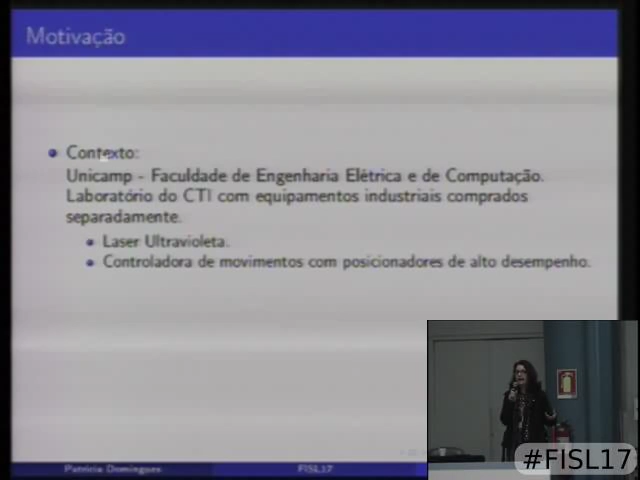 Motivação
Contexto:
Unicamp - Faculdade de Engenharia Elétrica e de Computação.
Laboratório do CTI com equipamentos industriais comprados
separadamente.
Laser Ultravioleta.
Controladora de movimentos com posicionadores de alto desempenho.
Patrícia Domingues
FISL17
#FISL17